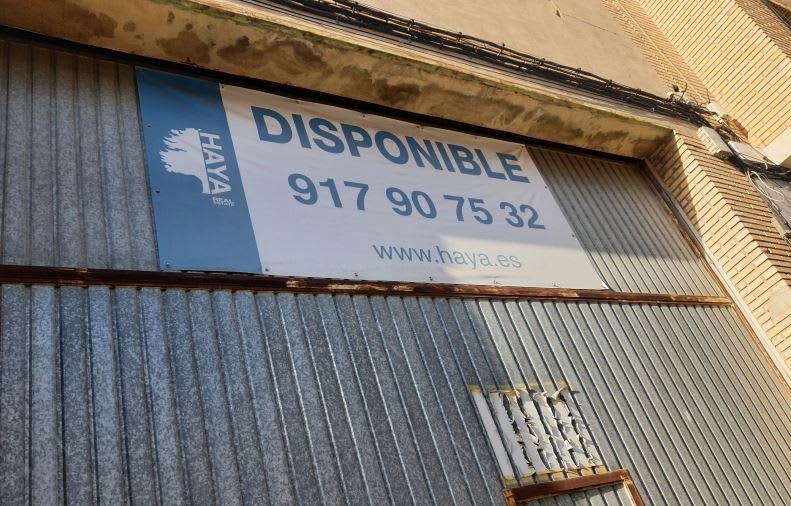 HAYA
REAL
ESTATE
DISPONIBLE
917 90 75 32
www.haya.es